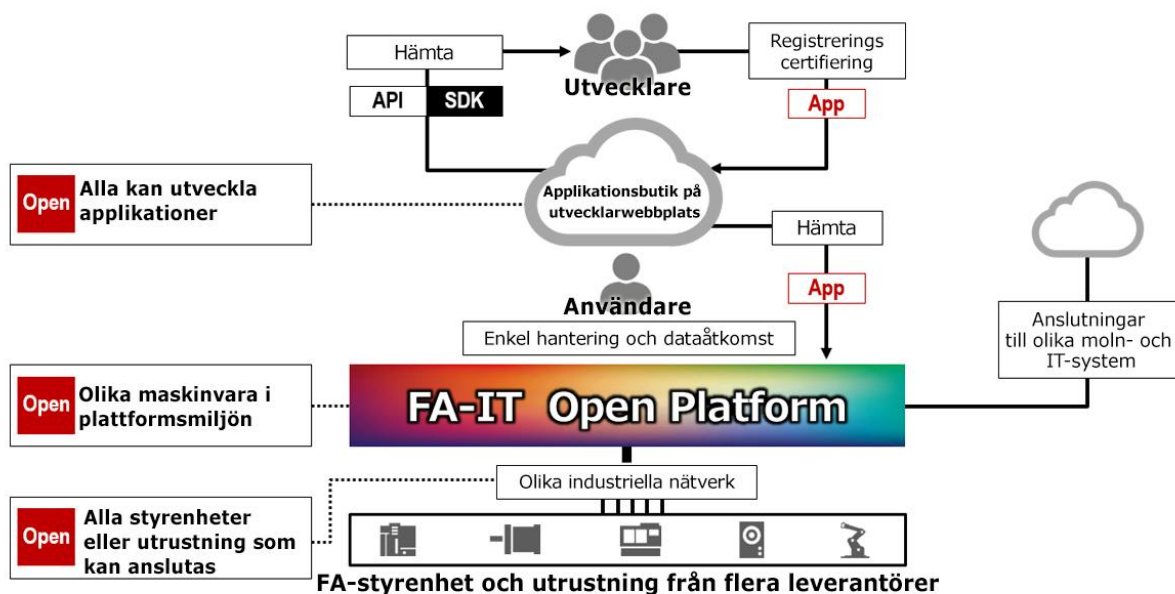 Hämta
Registrerings
certifiering
Utvecklare
API
SDK
App
Open
Alla kan utveckla
applikationer
Applikationsbutik på
utvecklarwebbplats
Hämta
App
Användare
Enkel hantering och dataåtkomst
Anslutningar
till olika moln- och
IT-system
Open
Olika maskinvara i
plattformsmiljön
FA-IT Open Platform
Olika industriella nätverk
Open
Alla styrenheter
eller utrustning som
kan anslutas
FA-styrenhet och utrustning från flera leverantörer